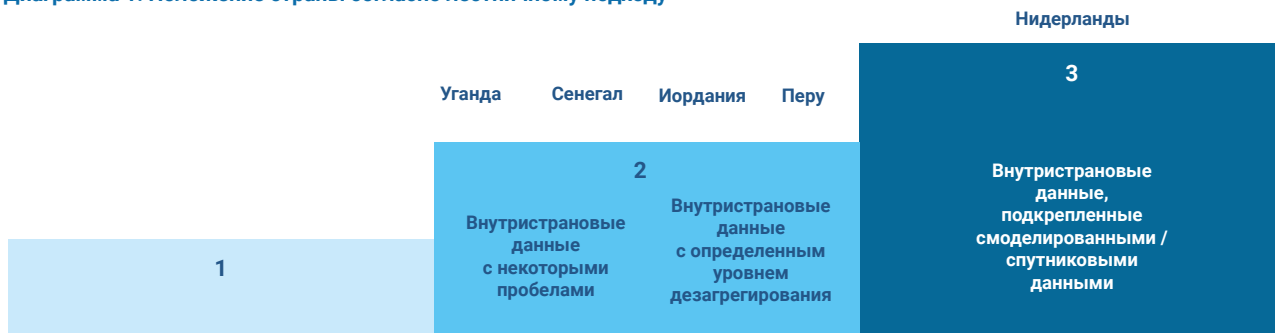 Нидерланды
3
Уганда Сенегал Иордания Перу
2
Внутристрановые
данные,
подкрепленные
смоделированными /
спутниковыми
данными
Внутристрановые
данные
с некоторыми
пробелами
Внутристрановые
данные
с определенным
уровнем
дезагрегирования
1